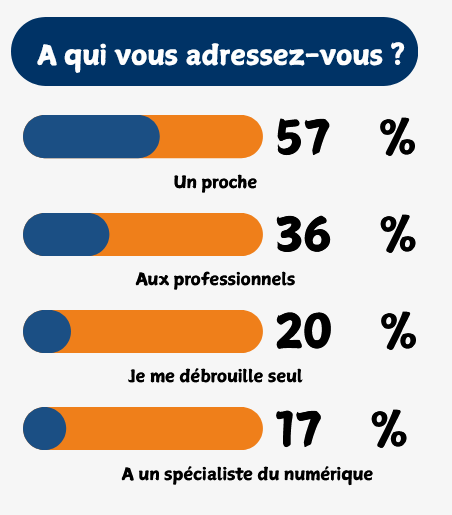 A qui vous adressez-vous ?
57 %
Un proche
36 %
Aux professionnels
20 %
Je me débrouille seul
17 %
A un spécialiste du numérique